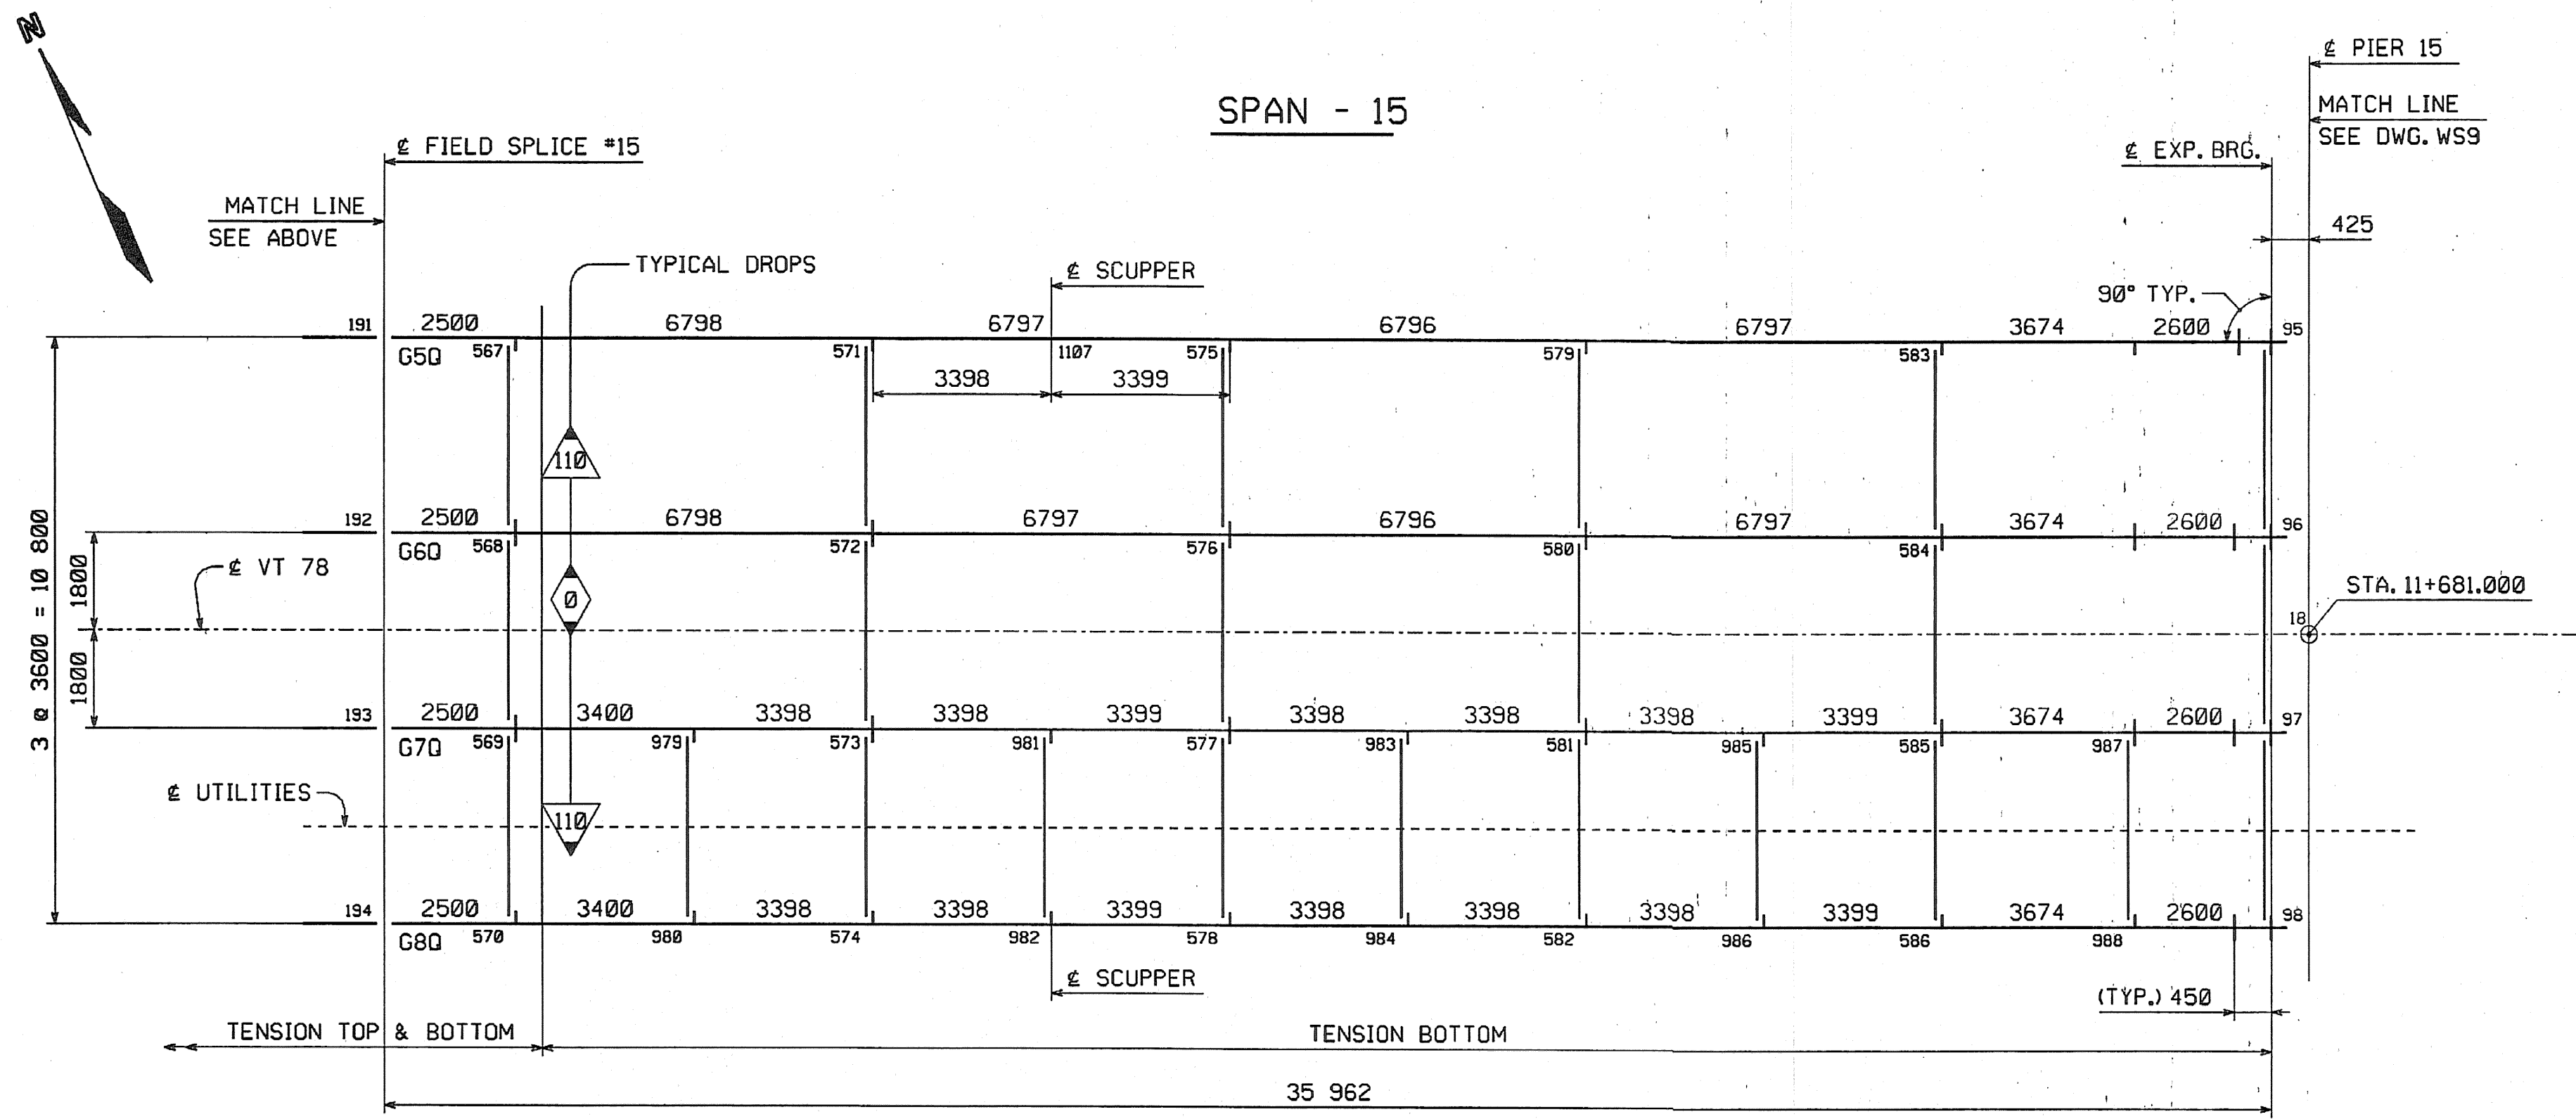 N
SPAN - 15
℄ PIER 15
MATCH LINE
SEE DWG. WS9
℄ FIELD SPLICE #15
℄ EXP. BRG.
MATCH LINE
SEE ABOVE
425
TYPICAL DROPS
℄ SCUPPER
90° TYP.
191 2500 6798 6797 6796 6797 3674 2600 95
G5Q 567 571 1107 575 579 583
3398 3399
110
192 2500 6798 6797 6796 6797 3674 2600 96
G6Q 568 572 576 580 584
3 @ 3600 = 10 800
1800
1800
℄ VT 78
0
STA. 11+681.000
18
193 2500 3400 3398 3398 3399 3398 3398 3398 3399 3674 2600 97
G7Q 569 979 573 981 577 983 581 985 585 987
℄ UTILITIES
110
194 2500 3400 3398 3398 3399 3398 3398 3398 3399 3674 2600 98
G8Q 570 980 574 982 578 984 582 986 586 988
℄ SCUPPER
(TYP.) 450
TENSION TOP & BOTTOM
TENSION BOTTOM
35 962